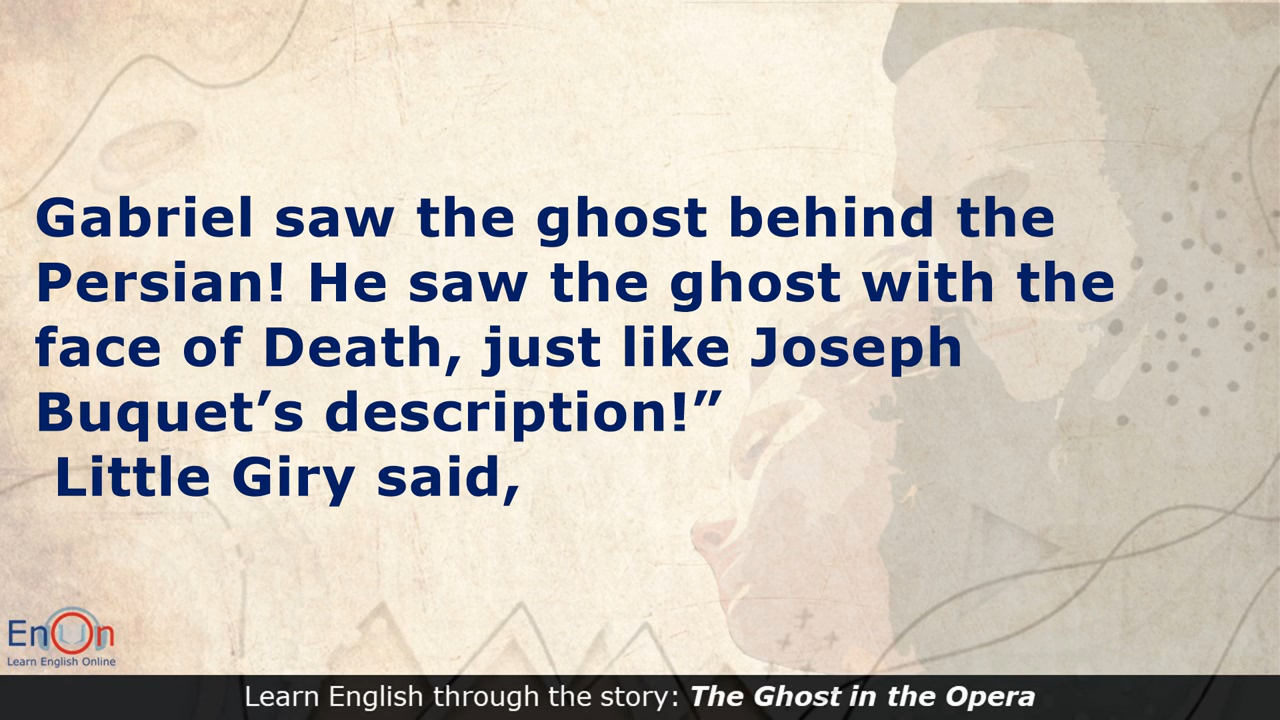 Gabriel saw the ghost behind the
Persian! He saw the ghost with the
face of Death, just like Joseph
Buquet’s description!”
Little Giry said,
EnOn
Learn English Online
Learn English through the story: The Ghost in the Opera